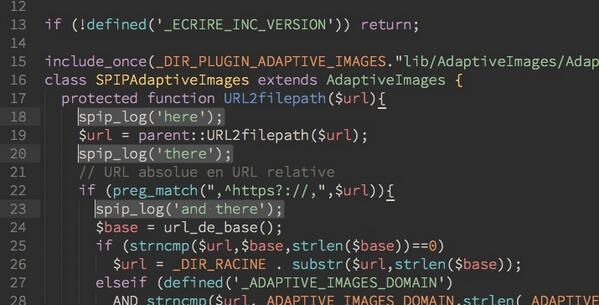 12
13 if (!defined('_ECRIRE_INC_VERSION')) return;
14
15 include_once(_DIR_PLUGIN_ADAPTIVE_IMAGES."lib/AdaptiveImages/Adap
16 class SPIPAdaptiveImages extends AdaptiveImages {
17 protected function URL2filepath($url){
18 spip_log('here');
19 $url = parent::URL2filepath($url);
20 spip_log('there');
21 // URL absolue en URL relative
22 if (preg_match(",^https?://,",$url)){
23 spip_log('and there');
24 $base = url_de_base();
25 if (strncmp($url,$base,strlen($base))==0)
26 $url = _DIR_RACINE . substr($url,strlen($base));
27 elseif (defined('_ADAPTIVE_IMAGES_DOMAIN')
28 AND strncmp($url,_ADAPTIVE_IMAGES_DOMAIN,strlen(_ADAPTIVE